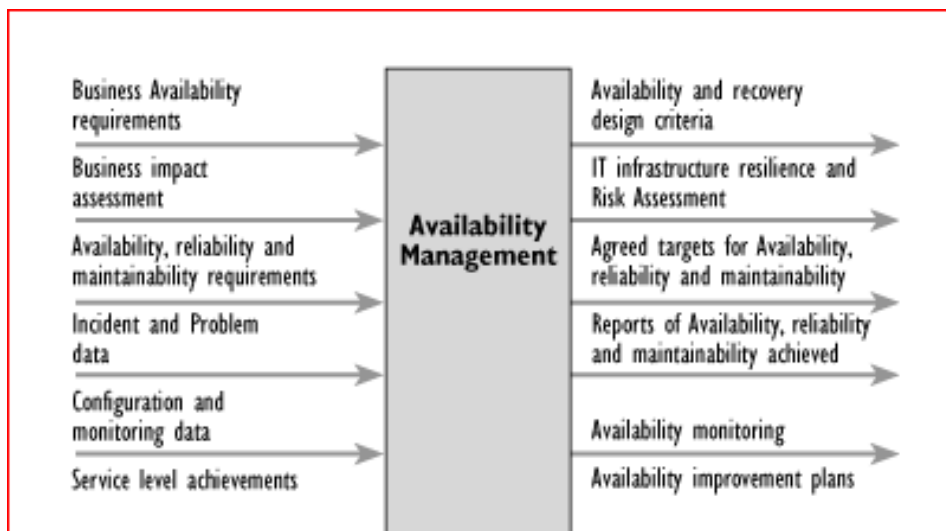 Business Availability
requirements
Business impact
assessment
Availability, reliability and
maintainability requirements
Incident and Problem
data
Configuration and
monitoring data
Service level achievements
Availability
Management
Availability and recovery
design criteria
IT infrastructure resilience and
Risk Assessment
Agreed targets for Availability,
reliability and maintainability
Reports of Availability, reliability
and maintainability achieved
Availability monitoring
Availability improvement plans